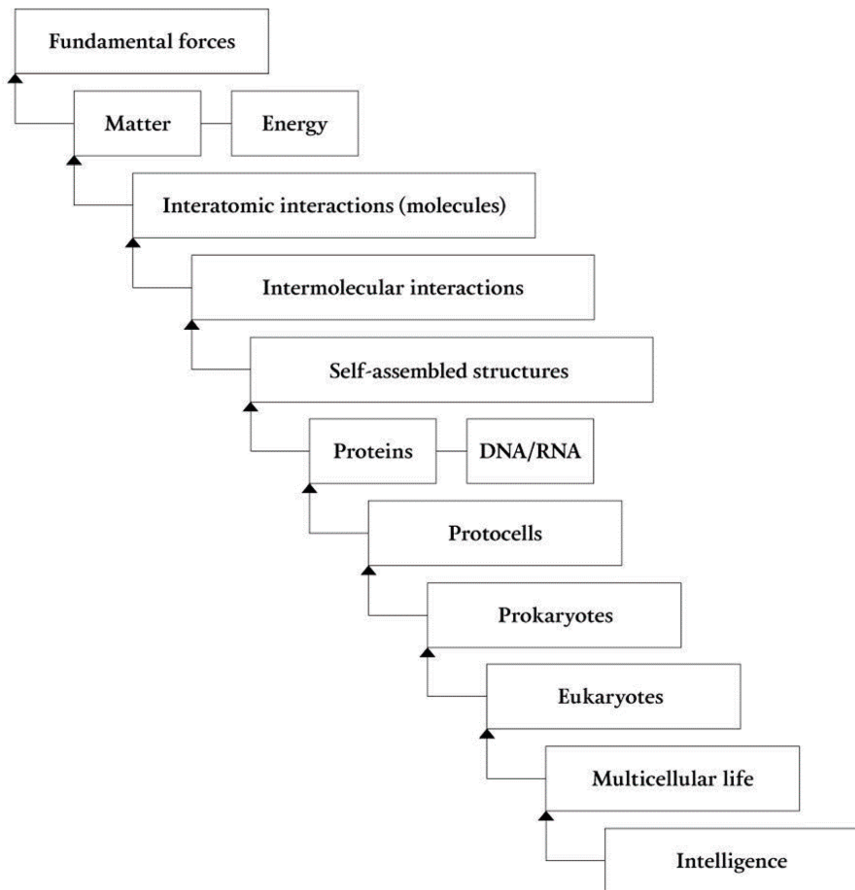 Fundamental forces
Matter Energy
Interatomic interactions (molecules)
Intermolecular interactions
Self-assembled structures
Proteins DNA/RNA
Protocells
Prokaryotes
Eukaryotes
Multicellular life
Intelligence